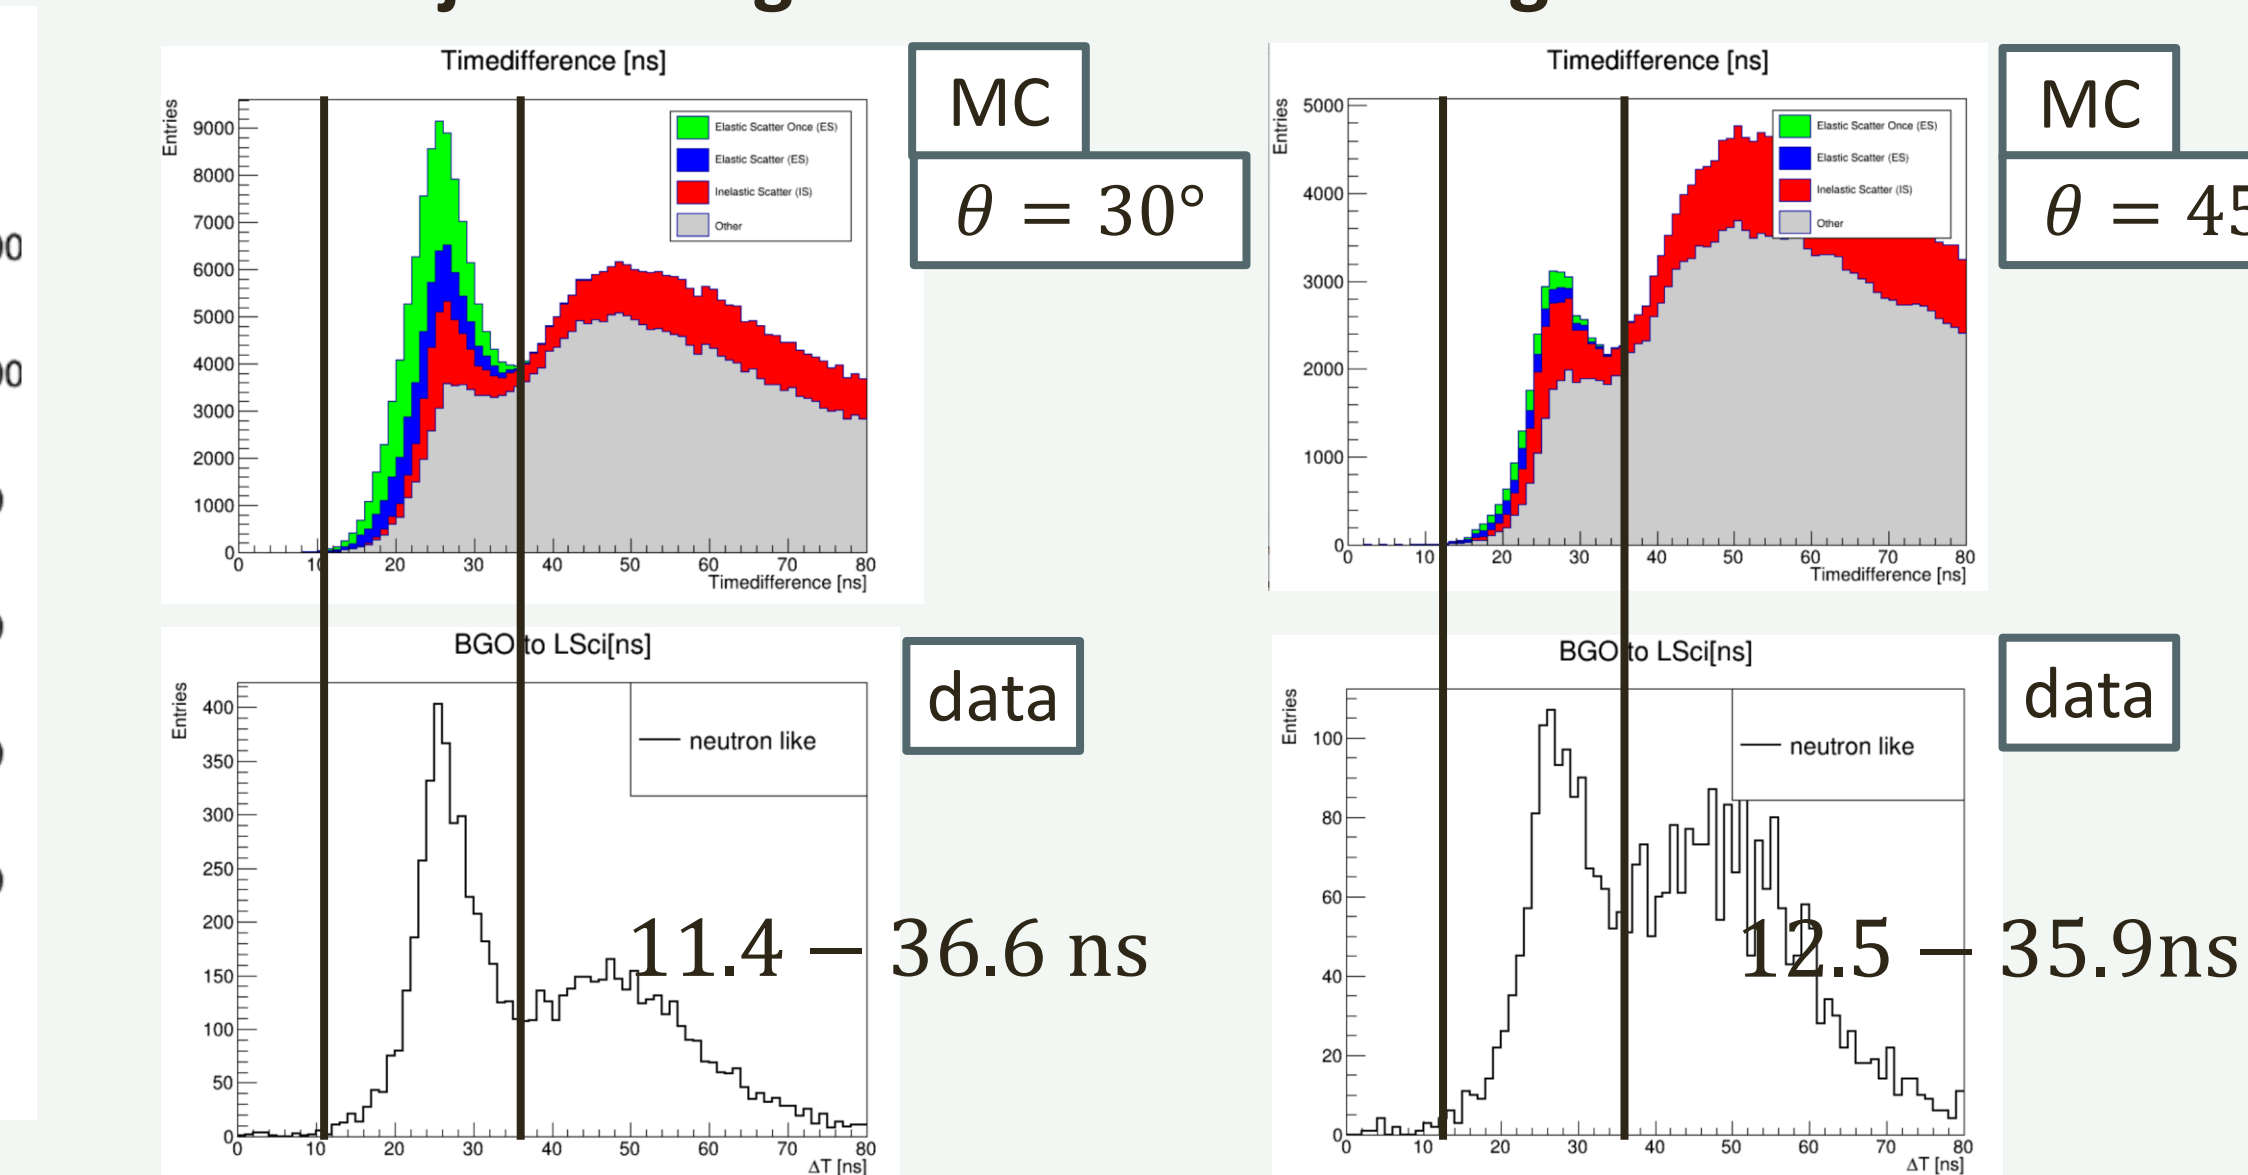 Timedifference [ns]
Entries
9000
8000
7000
6000
5000
4000
3000
2000
1000
0
0 10 20 30 40 50 60 70 80
Timedifference [ns]
Elastic Scatter Once (ES)
Elastic Scatter (ES)
Inelastic Scatter (IS)
Other
MC
θ = 30°
Timedifference [ns]
Entries
5000
4000
3000
2000
1000
0
0 10 20 30 40 50 60 70 80
Timedifference [ns]
Elastic Scatter Once (ES)
Elastic Scatter (ES)
Inelastic Scatter (IS)
Other
MC
θ = 45
BGO to LSci[ns]
Entries
400
350
300
250
200
150
100
50
0
0 10 20 30 40 50 60 70 80
ΔT [ns]
neutron like
data
11.4 – 36.6 ns
BGO to LSci[ns]
Entries
100
80
60
40
20
0
0 10 20 30 40 50 60 70 80
ΔT [ns]
neutron like
data
12.5 – 35.9ns